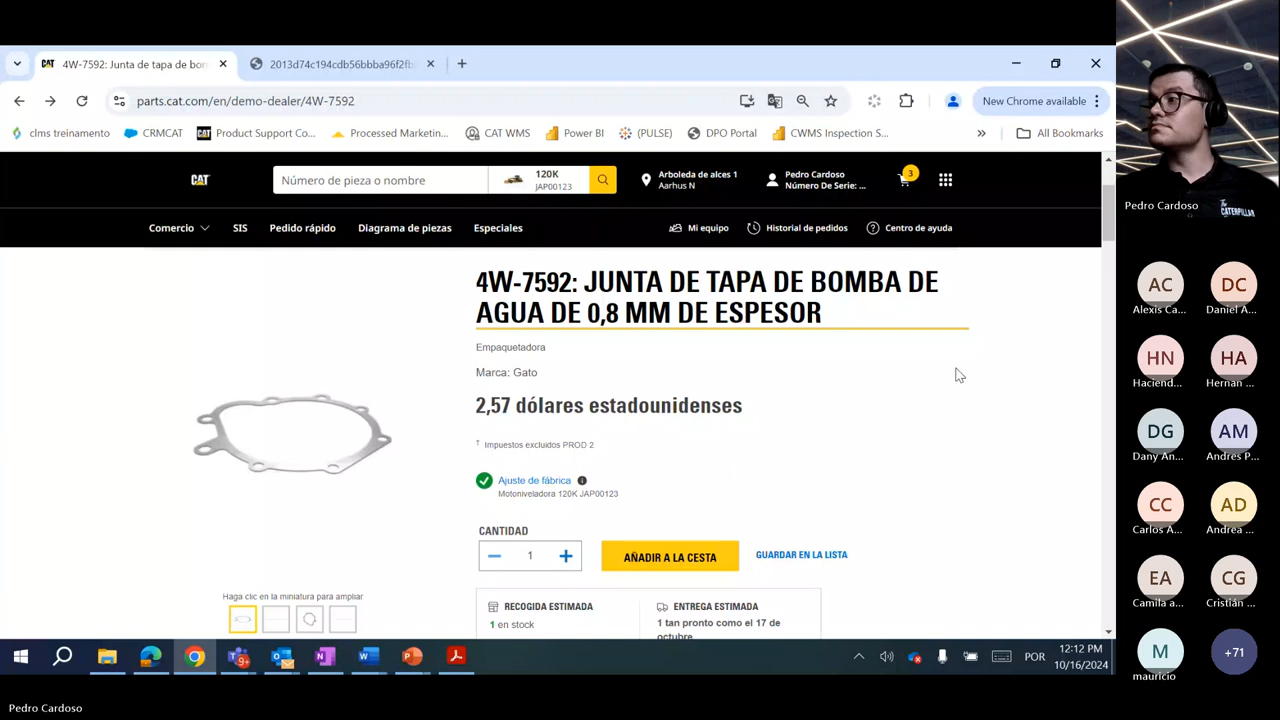 4W-7592: Junta de tapa de bor
2013d74c194cdb56bbba96f2fb
parts.cat.com/en/demo-dealer/4W-7592
New Chrome available
clms treinamento
CRMCAT
Product Support Co...
Processed Marketin...
CAT WMS
Power BI
(PULSE)
DPO Portal
CWMS Inspection S...
All Bookmarks
CAT
Número de pieza o nombre
120K
JAP00123
Arboleda de alces 1
Aarhus N
Pedro Cardoso
Número De Serie: ...
3
Comercio
SIS
Pedido rápido
Diagrama de piezas
Especiales
Mi equipo
Historial de pedidos
Centro de ayuda
4W-7592: JUNTA DE TAPA DE BOMBA DE
AGUA DE 0,8 MM DE ESPESOR
Empaquetadora
Marca: Gato
2,57 dólares estadounidenses
† Impuestos excluidos PROD 2
Ajuste de fábrica
Motoniveladora 120K JAP00123
CANTIDAD
1
AÑADIR A LA CESTA
GUARDAR EN LA LISTA
Haga clic en la miniatura para ampliar
RECOGIDA ESTIMADA
1 en stock
ENTREGA ESTIMADA
1 tan pronto como el 17 de
octubre
POR
12:12 PM
10/16/2024
Pedro Cardoso
CATERPILLAR
AC
Alexis Ca...
DC
Daniel A...
HN
Haciend...
HA
Hernan ...
DG
Dany An...
AM
Andres P...
CC
Carlos A...
AD
Andrea ...
EA
Camila a...
CG
Cristián ...
M
mauricio
+71
Pedro Cardoso